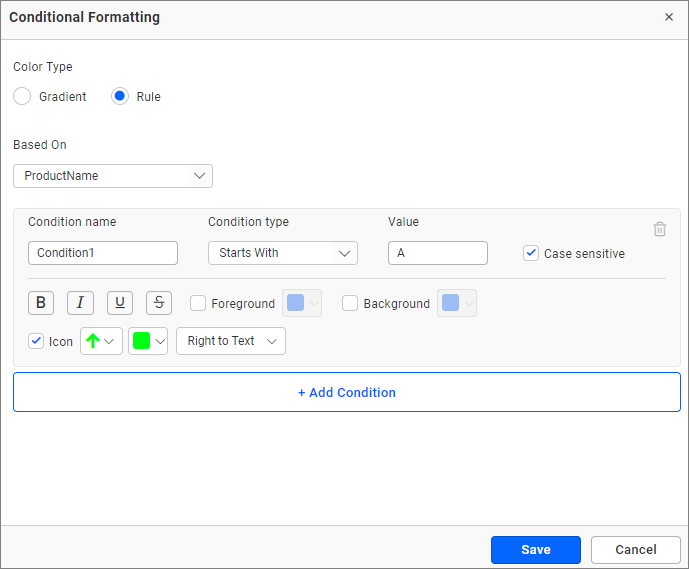 Conditional Formatting ×
Color Type
Gradient Rule
Based On
ProductName
Condition name Condition type Value
Condition1 Starts With A Case sensitive
B I U S Foreground Background
Icon Right to Text
+ Add Condition
Save Cancel